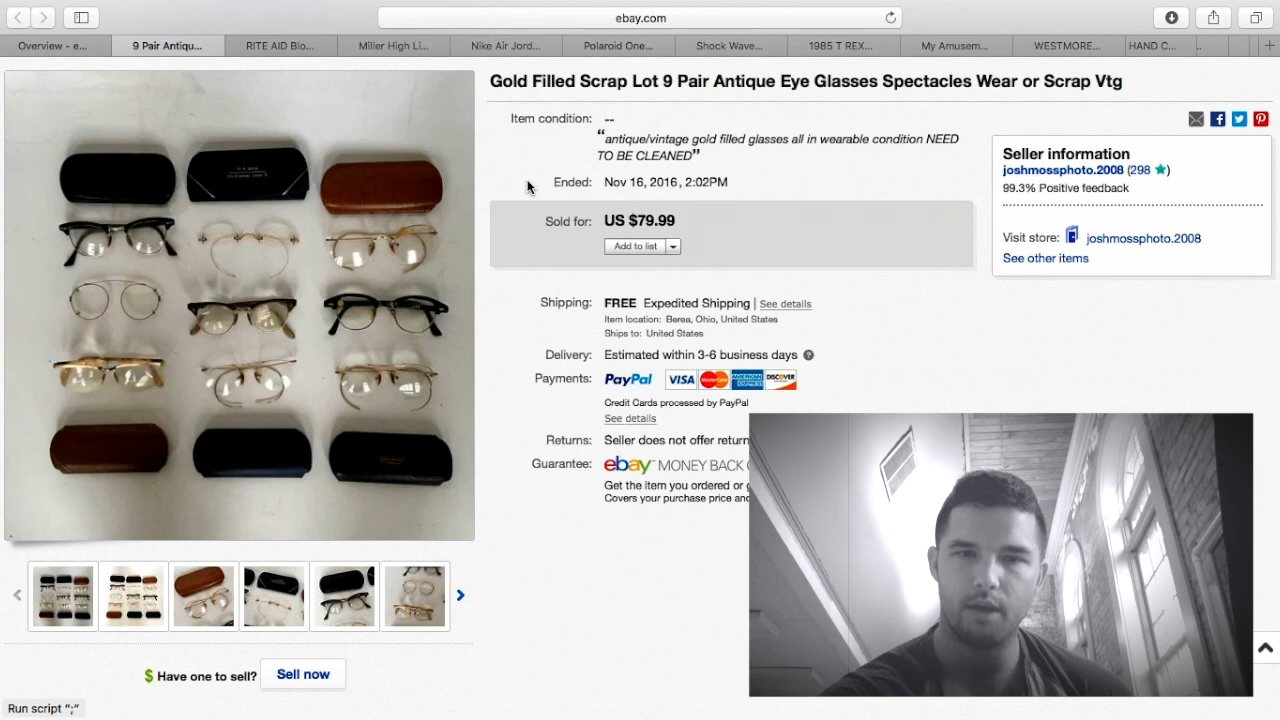 ebay.com
Overview - e...
9 Pair Antiqu...
RITE AID Blo...
Miller High Li...
Nike Air Jord...
Polaroid One...
Shock Wave...
1985 T REX...
My Amusem...
WESTMORE...
HAND C...
Gold Filled Scrap Lot 9 Pair Antique Eye Glasses Spectacles Wear or Scrap Vtg
Item condition: --
“antique/vintage gold filled glasses all in wearable condition NEED
TO BE CLEANED”
Ended: Nov 16, 2016 , 2:02PM
Sold for: US $79.99
Add to list
Seller information
joshmossphoto.2008 (298 ★)
99.3% Positive feedback
Visit store: joshmossphoto.2008
See other items
Shipping: FREE Expedited Shipping | See details
Item location: Berea, Ohio, United States
Ships to: United States
Delivery: Estimated within 3-6 business days ?
Payments: PayPal VISA MasterCard AMERICAN EXPRESS DISCOVER
Credit Cards processed by PayPal
See details
Returns: Seller does not offer return
Guarantee: ebay MONEY BACK
Get the item you ordered or
Covers your purchase price and
$ Have one to sell? Sell now
Run script ";"